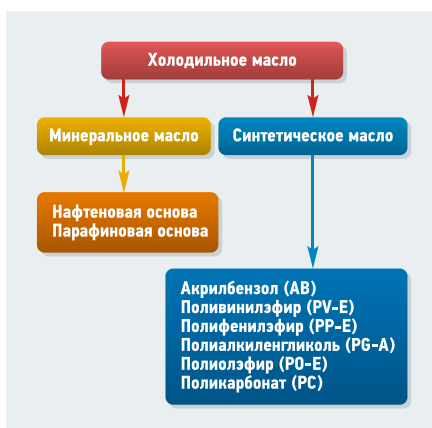 Холодильное масло
Минеральное масло
Синтетическое масло
Нафтеновая основа
Парафиновая основа
Акрилбензол (AB)
Поливинилэфир (PV-E)
Полифенилэфир (PP-E)
Полиалкиленгликоль (PG-A)
Полиолэфир (PO-E)
Поликарбонат (PC)